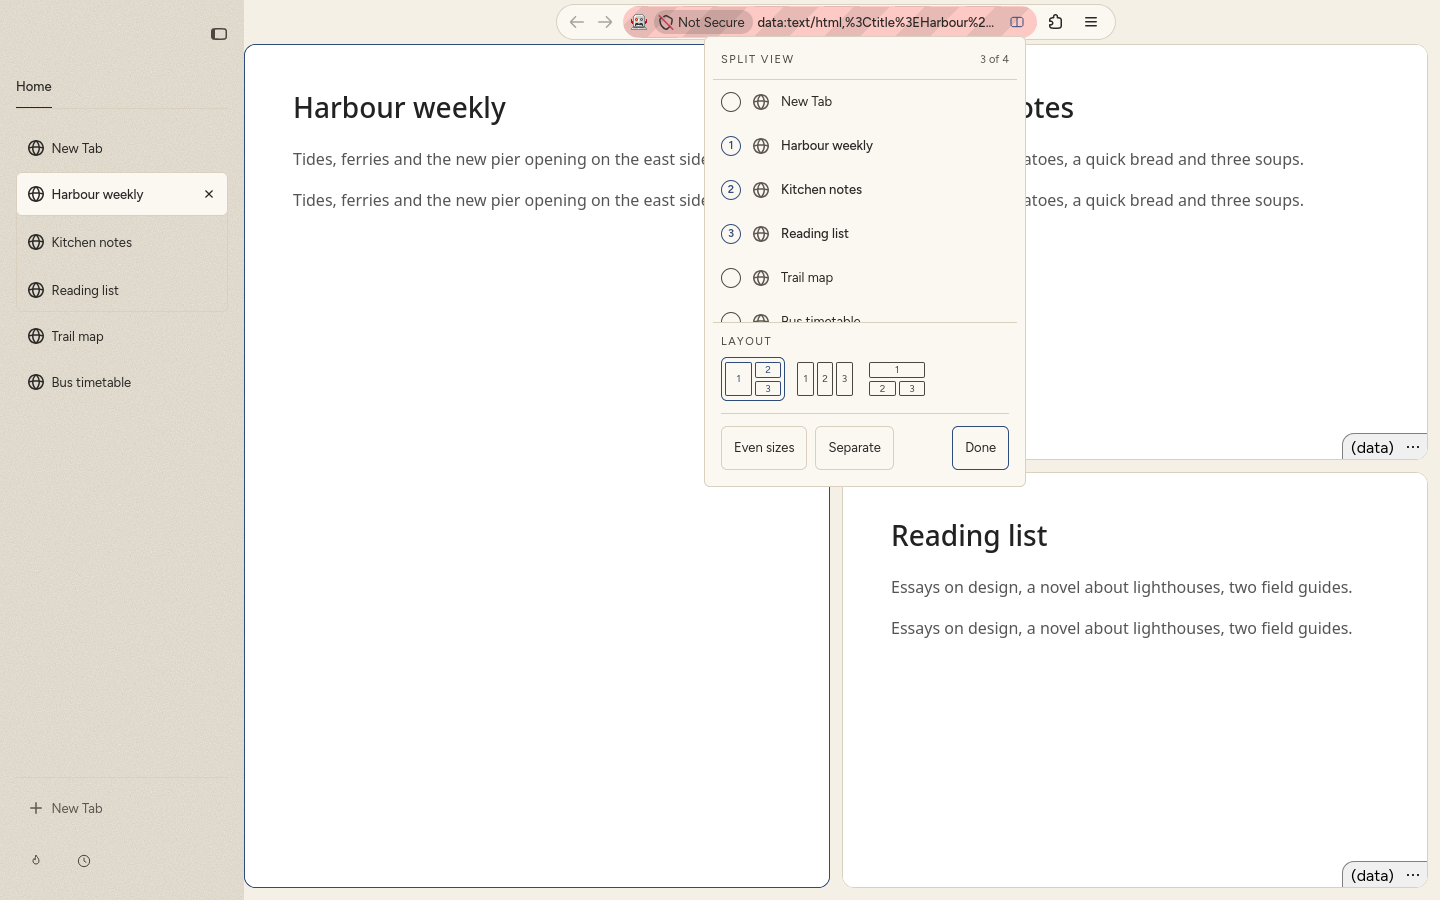 Not Secure data:text/html,%3Ctitle%3EHarbour%2...
Home
New Tab
Harbour weekly
Kitchen notes
Reading list
Trail map
Bus timetable
New Tab
Harbour weekly
Tides, ferries and the new pier opening on the east side
Tides, ferries and the new pier opening on the east side
SPLIT VIEW 3 of 4
New Tab
1 Harbour weekly
2 Kitchen notes
3 Reading list
Trail map
Bus timetable
LAYOUT
1 2 3
1 2 3
1 2 3
Even sizes Separate Done
otes
atoes, a quick bread and three soups.
atoes, a quick bread and three soups.
(data) ...
Reading list
Essays on design, a novel about lighthouses, two field guides.
Essays on design, a novel about lighthouses, two field guides.
(data) ...